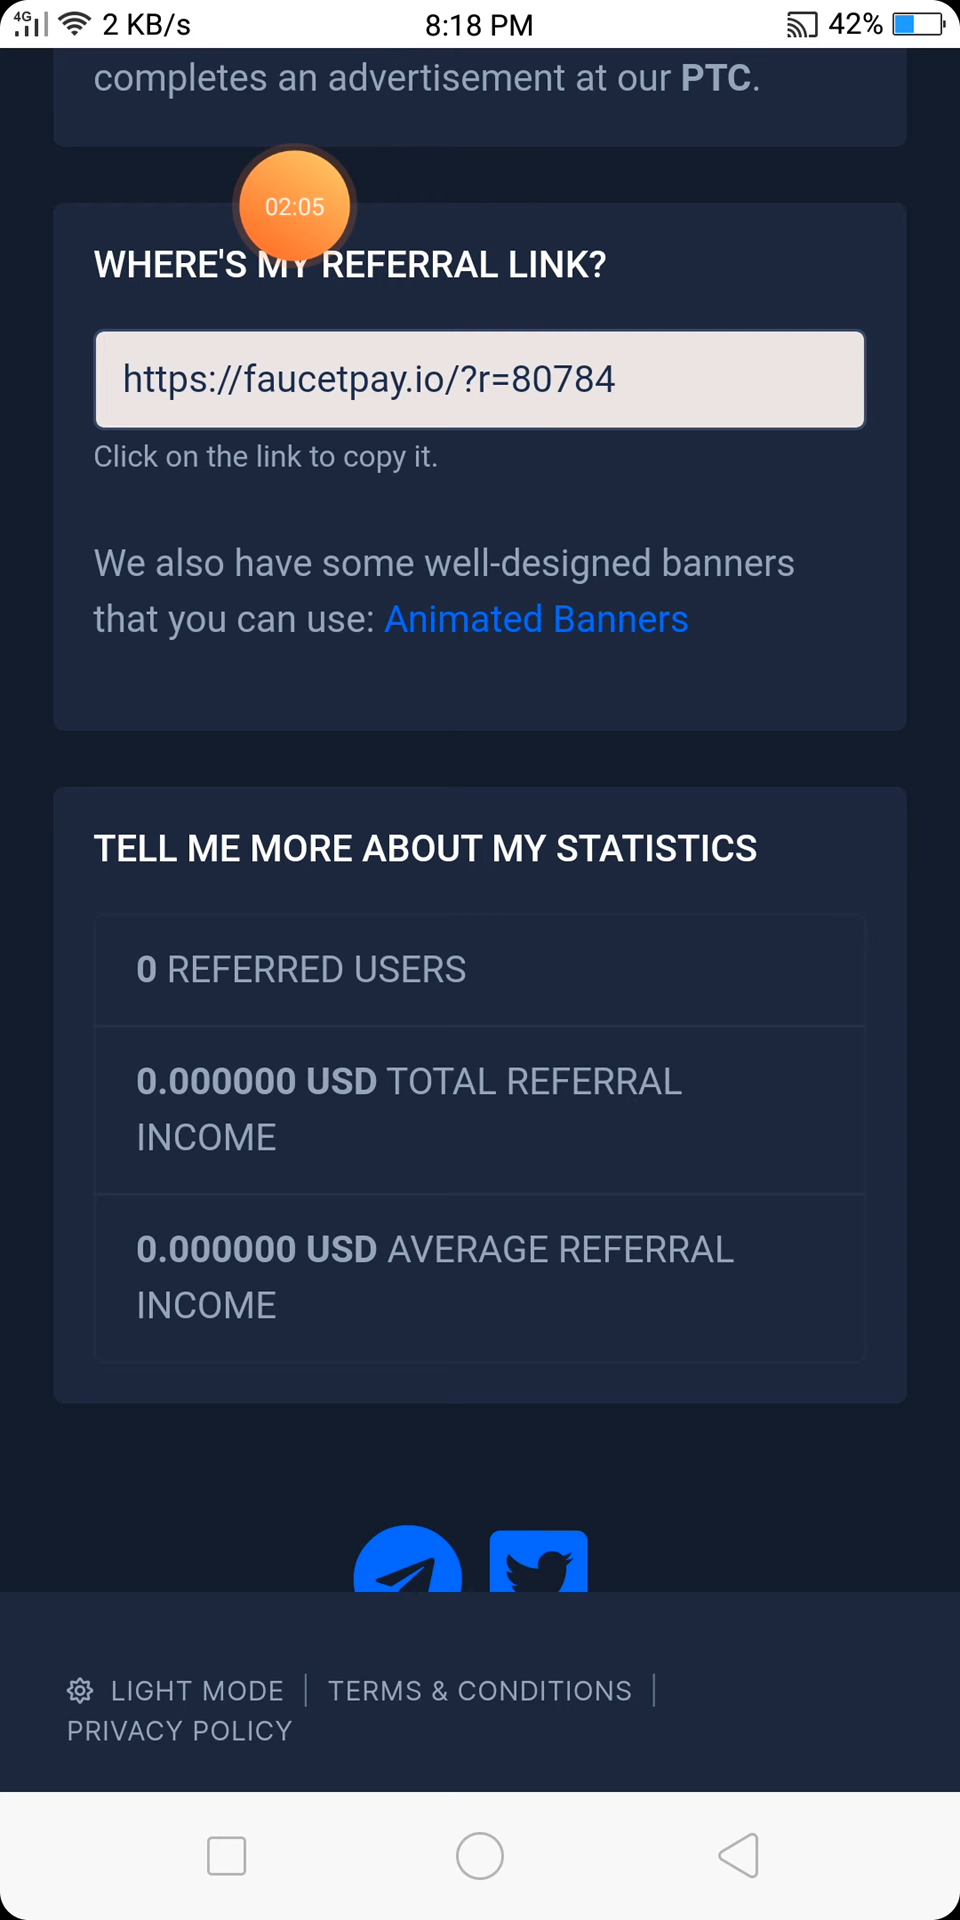 4G 2 KB/s 8:18 PM 42%
completes an advertisement at our PTC.
02:05
WHERE'S MY REFERRAL LINK?
https://faucetpay.io/?r=80784
Click on the link to copy it.
We also have some well-designed banners
that you can use: Animated Banners
TELL ME MORE ABOUT MY STATISTICS
0 REFERRED USERS
0.000000 USD TOTAL REFERRAL
INCOME
0.000000 USD AVERAGE REFERRAL
INCOME
LIGHT MODE | TERMS & CONDITIONS |
PRIVACY POLICY